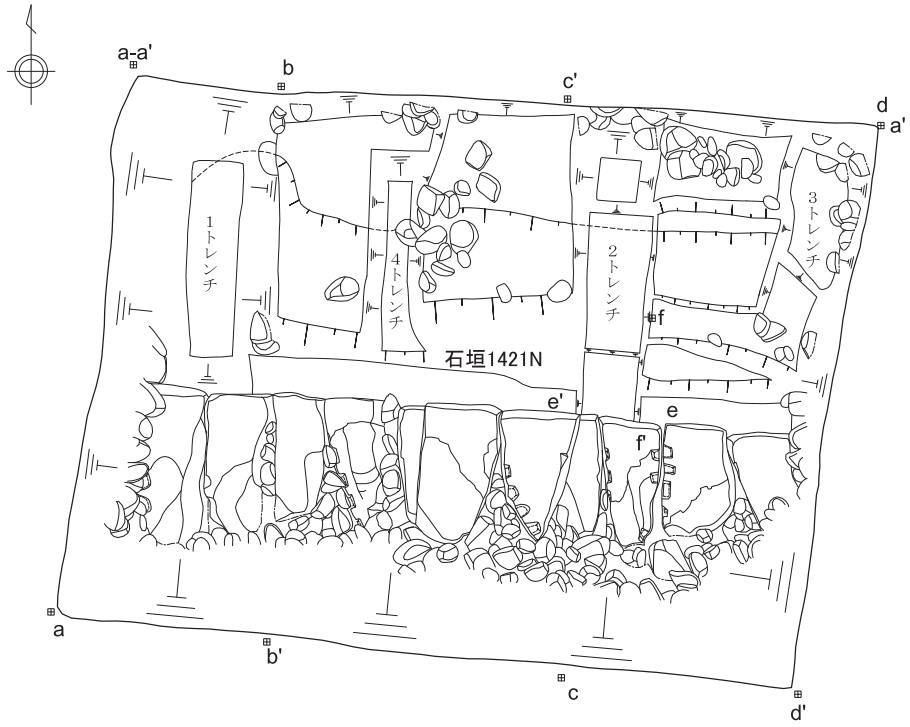 a-a'
b
c'
d
a'
1トレンチ
4トレンチ
2トレンチ
3トレンチ
f
石垣1421N
e'
e
f'
a
b'
c
d'